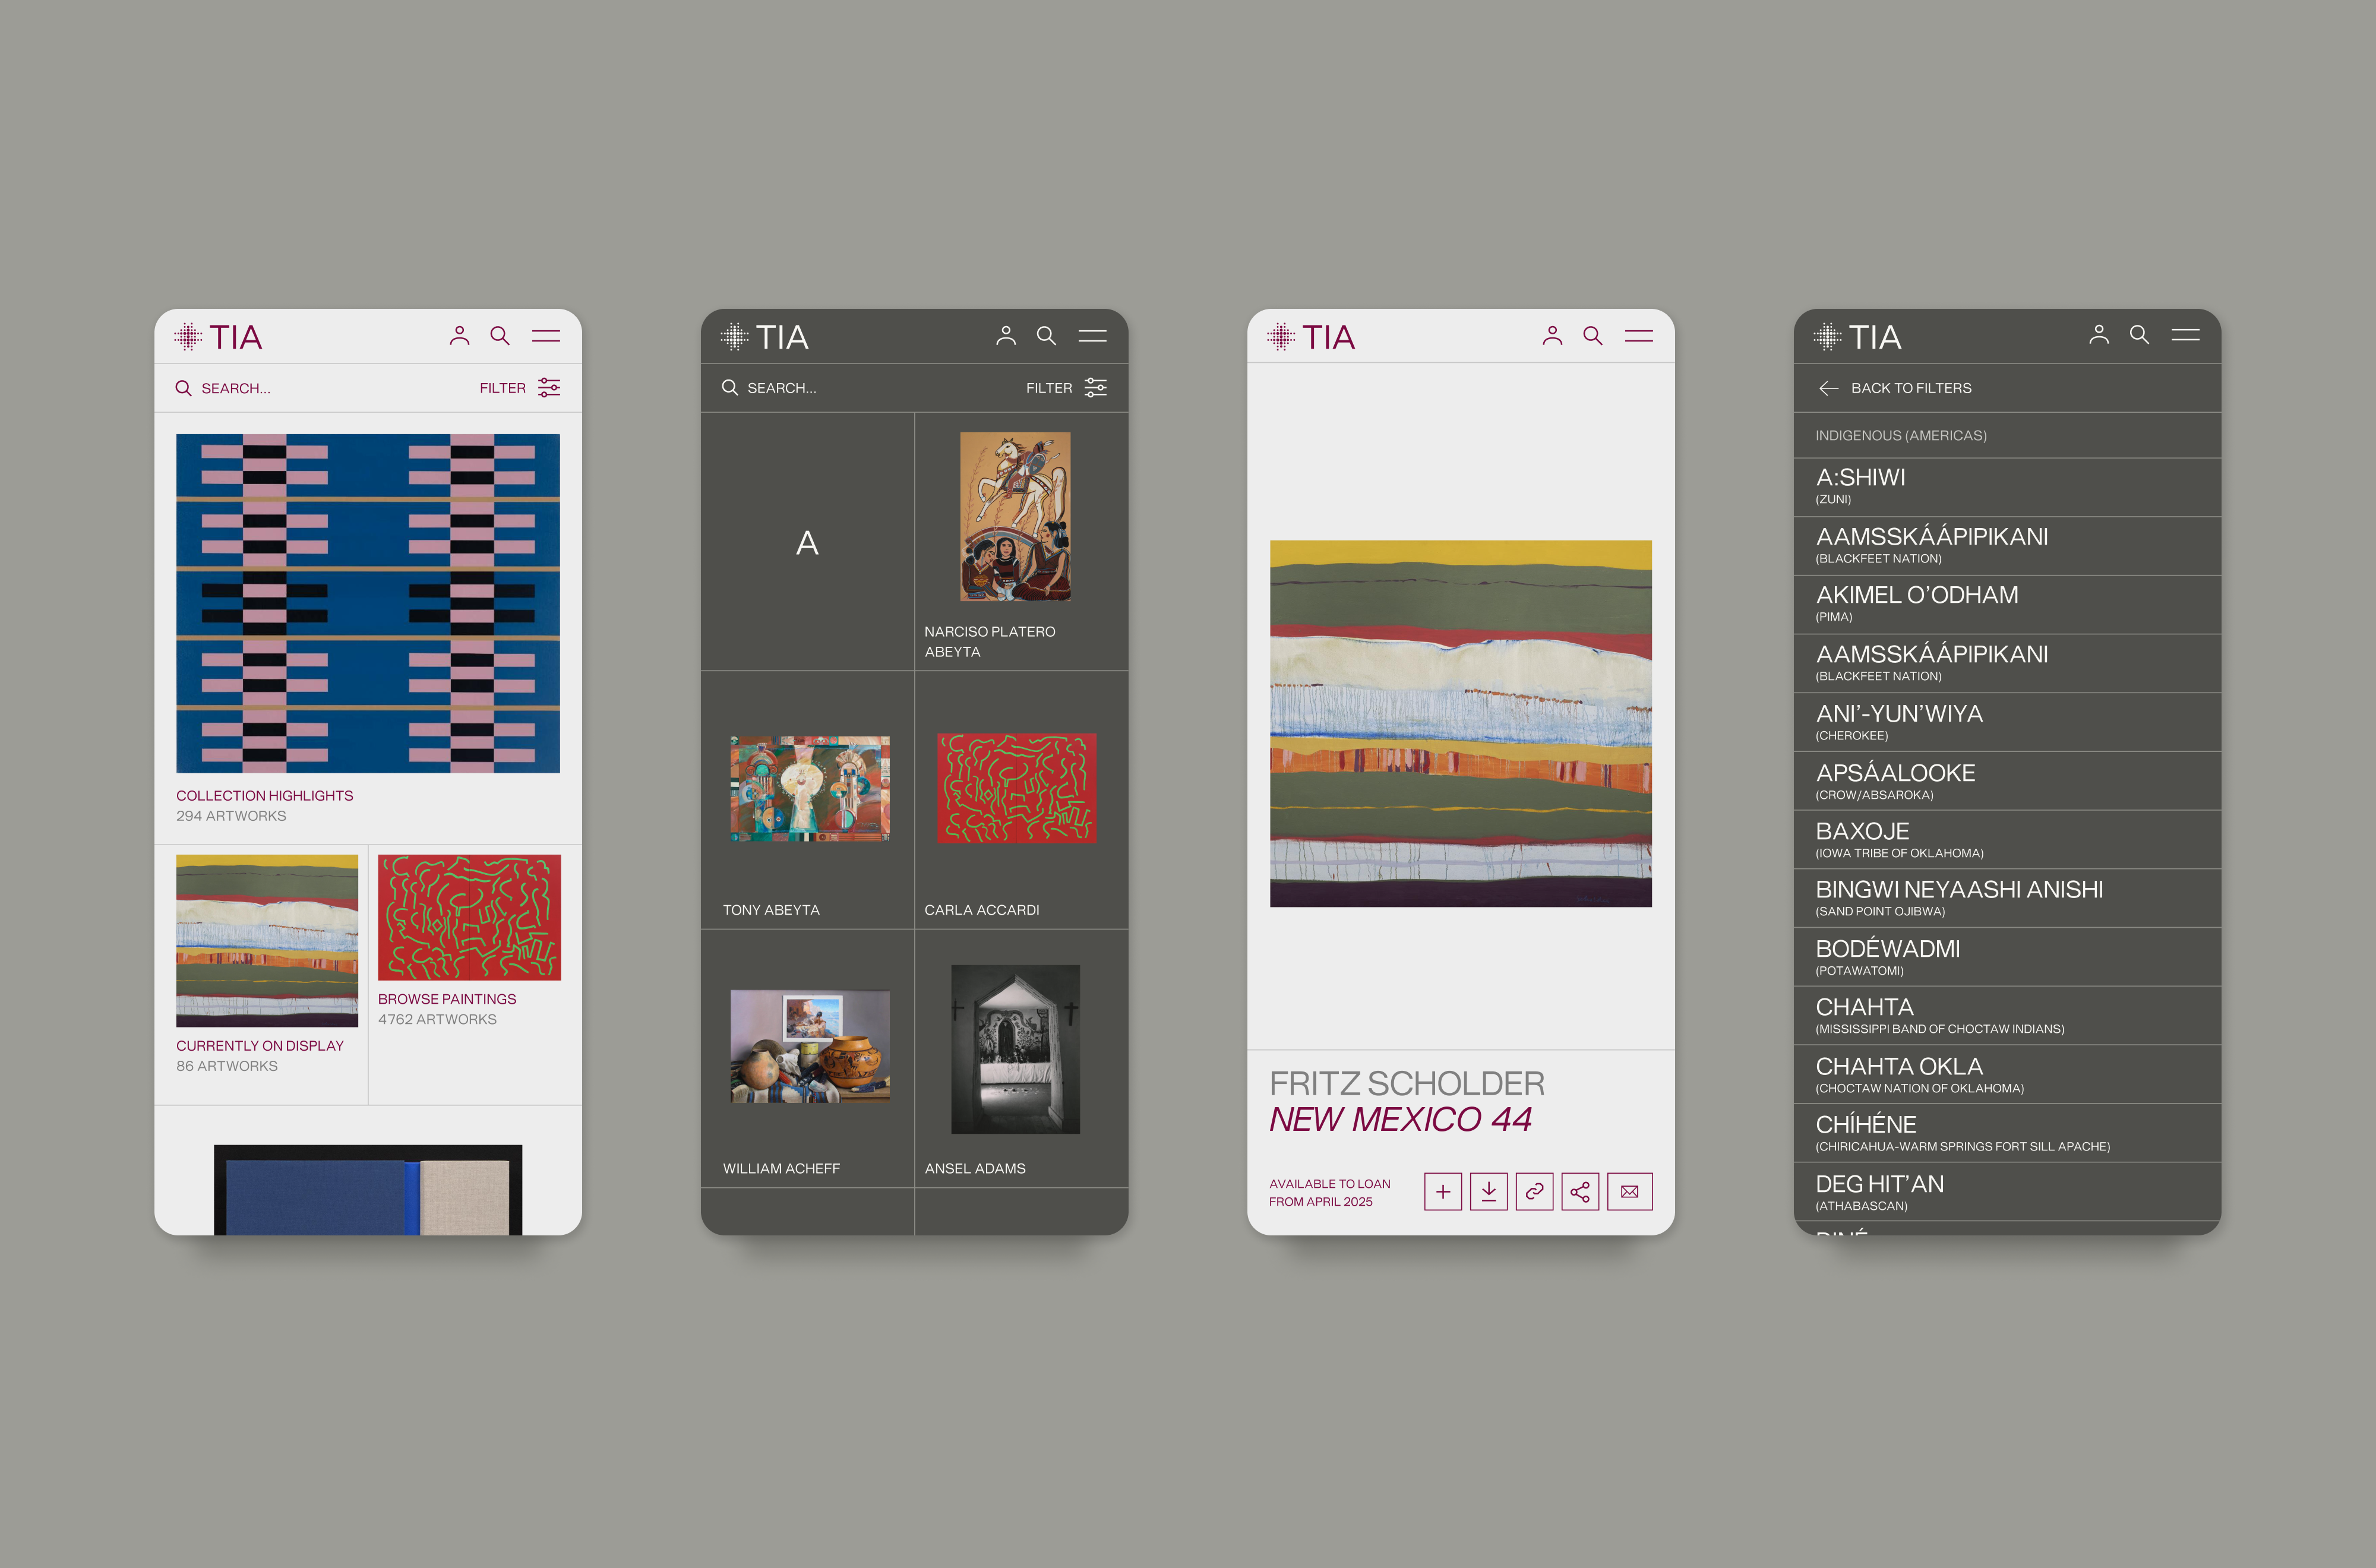 TIA
SEARCH...
FILTER
COLLECTION HIGHLIGHTS
294 ARTWORKS
CURRENTLY ON DISPLAY
86 ARTWORKS
BROWSE PAINTINGS
4762 ARTWORKS
TIA
SEARCH...
FILTER
A
NARCISO PLATERO
ABEYTA
TONY ABEYTA
CARLA ACCARDI
WILLIAM ACHEFF
ANSEL ADAMS
TIA
FRITZ SCHOLDER
NEW MEXICO 44
AVAILABLE TO LOAN
FROM APRIL 2025
TIA
BACK TO FILTERS
INDIGENOUS (AMERICAS)
A:SHIWI
(ZUNI)
AAMSSKÁÁPIPIKANI
(BLACKFEET NATION)
AKIMEL O’ODHAM
(PIMA)
AAMSSKÁÁPIPIKANI
(BLACKFEET NATION)
ANI’-YUN’WIYA
(CHEROKEE)
APSÁALOOKE
(CROW/ABSAROKA)
BAXOJE
(IOWA TRIBE OF OKLAHOMA)
BINGWI NEYAASHI ANISHI
(SAND POINT OJIBWA)
BODÉWADMI
(POTAWATOMI)
CHAHTA
(MISSISSIPPI BAND OF CHOCTAW INDIANS)
CHAHTA OKLA
(CHOCTAW NATION OF OKLAHOMA)
CHÍHÉNE
(CHIRICAHUA-WARM SPRINGS FORT SILL APACHE)
DEG HIT’AN
(ATHABASCAN)